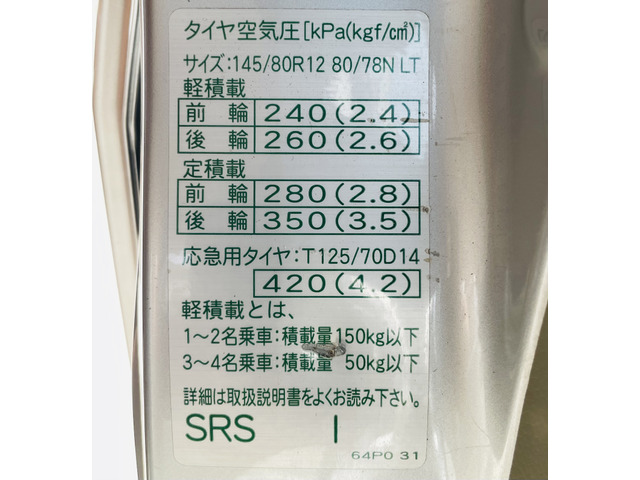 タイヤ空気圧[kPa(kgf/c㎡)]
サイズ:145/80R12 80/78N LT
軽積載
前輪 240(2.4)
後輪 260(2.6)
定積載
前輪 280(2.8)
後輪 350(3.5)
応急用タイヤ:T125/70D14
420(4.2)
軽積載とは、
1～2名乗車:積載量150kg以下
3～4名乗車:積載量 50kg以下
詳細は取扱説明書をよくお読み下さい。
SRS I
64P0 31